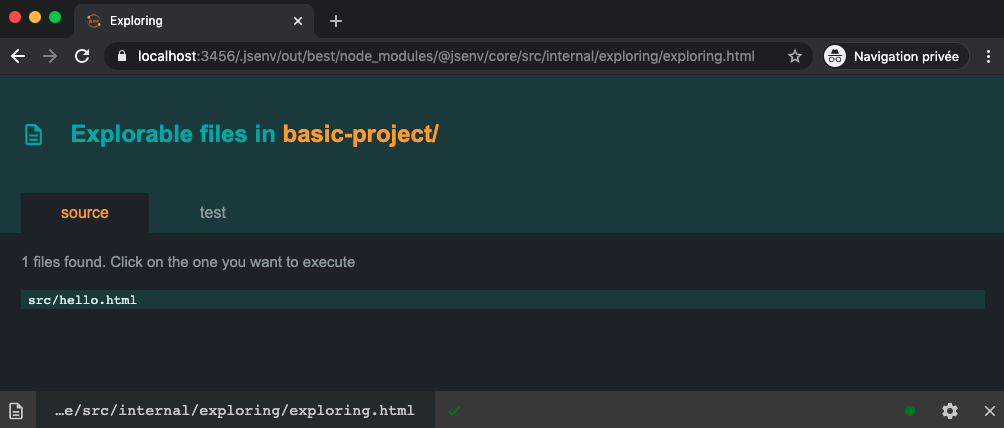 Exploring
localhost:3456/.jsenv/out/best/node_modules/@jsenv/core/src/internal/exploring/exploring.html
Navigation privée
Explorable files in basic-project/
source
test
1 files found. Click on the one you want to execute
src/hello.html
…e/src/internal/exploring/exploring.html